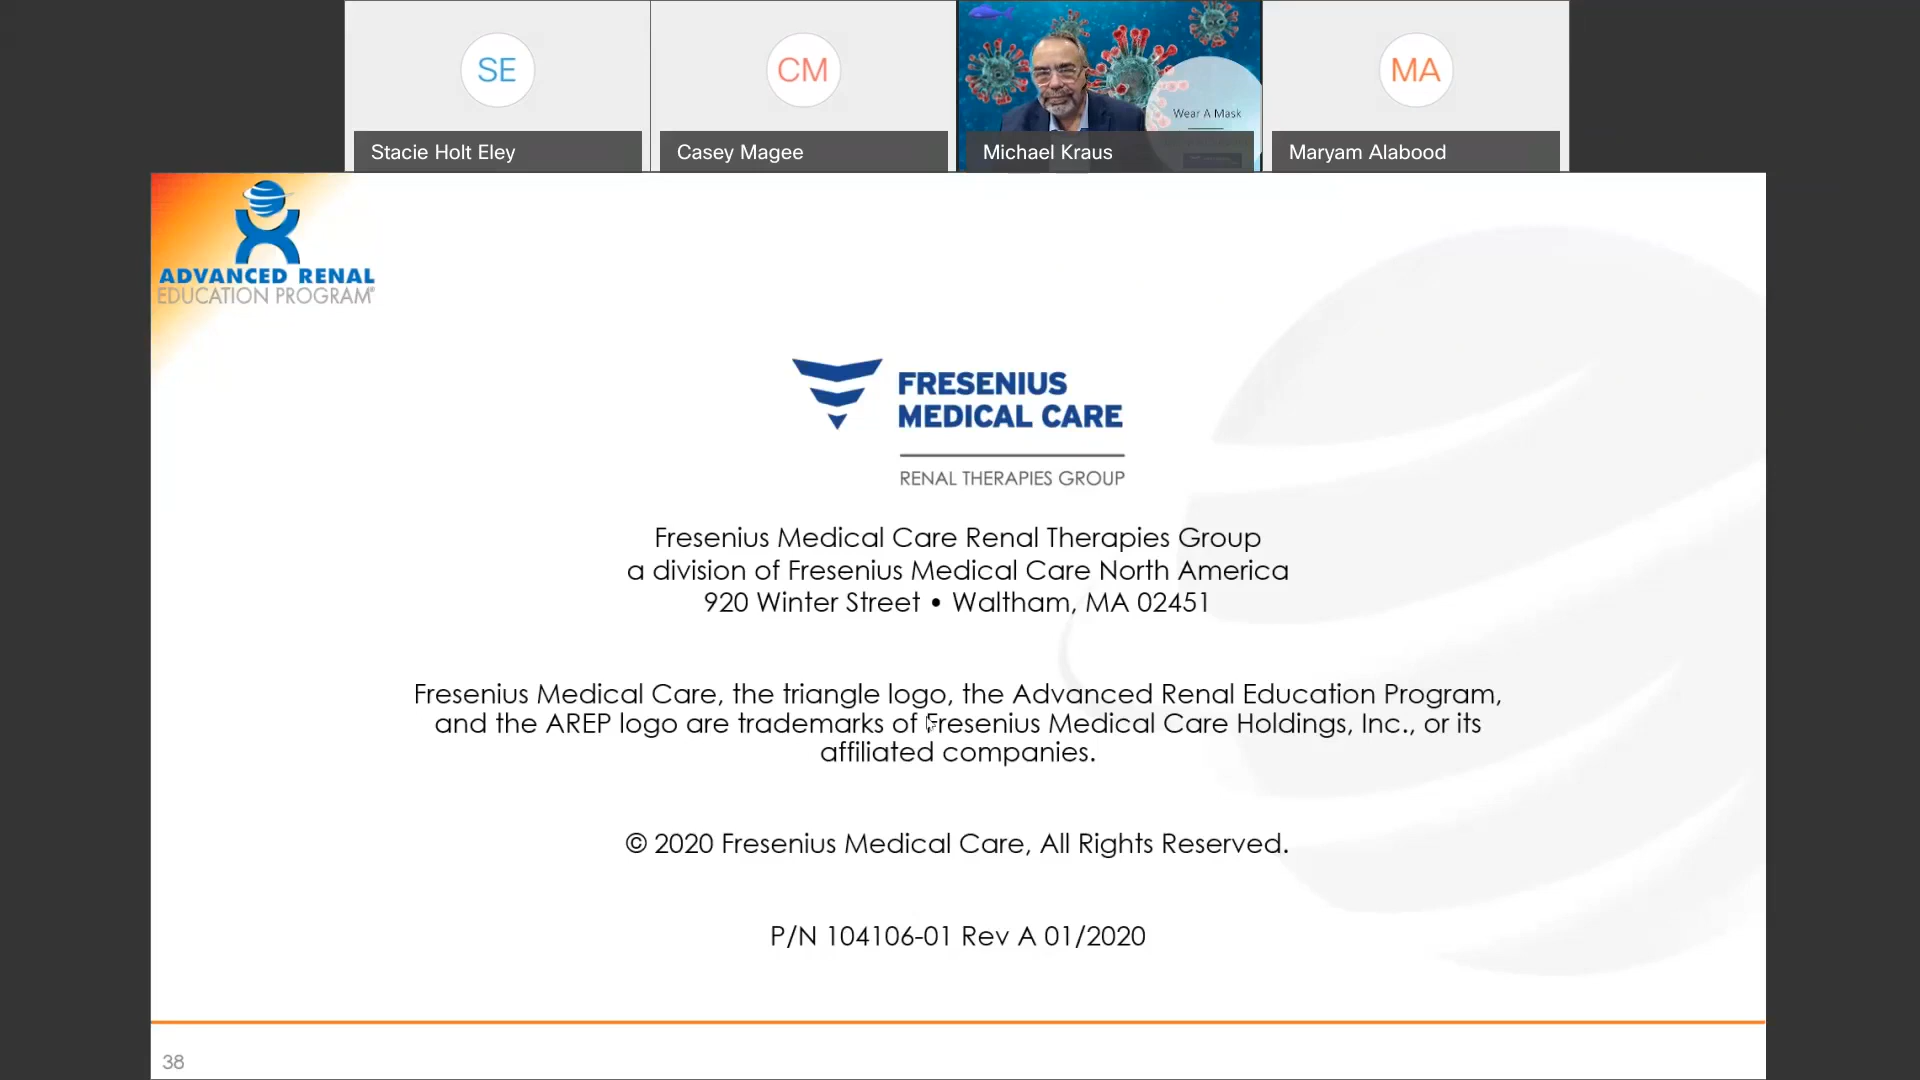 SE
CM
MA
Wear A Mask
Stacie Holt Eley
Casey Magee
Michael Kraus
Maryam Alabood
ADVANCED RENAL
EDUCATION PROGRAM®
FRESENIUS
MEDICAL CARE
RENAL THERAPIES GROUP
Fresenius Medical Care Renal Therapies Group
a division of Fresenius Medical Care North America
920 Winter Street • Waltham, MA 02451
Fresenius Medical Care, the triangle logo, the Advanced Renal Education Program,
and the AREP logo are trademarks of Fresenius Medical Care Holdings, Inc., or its
affiliated companies.
© 2020 Fresenius Medical Care, All Rights Reserved.
P/N 104106-01 Rev A 01/2020
38